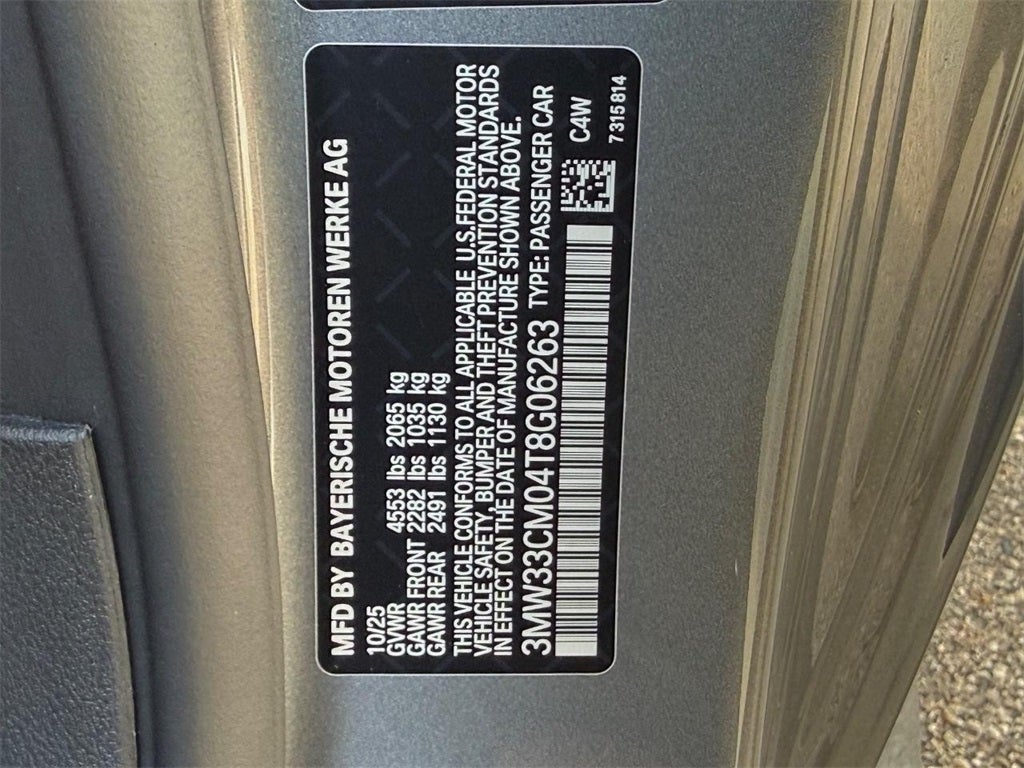 MFD BY BAYERISCHE MOTOREN WERKE AG
10/25
GVWR 4553 lbs 2065 kg
GAWR FRONT 2282 lbs 1035 kg
GAWR REAR 2491 lbs 1130 kg
THIS VEHICLE CONFORMS TO ALL APPLICABLE U.S.FEDERAL MOTOR
VEHICLE SAFETY, BUMPER AND THEFT PREVENTION STANDARDS
IN EFFECT ON THE DATE OF MANUFACTURE SHOWN ABOVE.
3MW33CM04T8G06263 TYPE: PASSENGER CAR
C4W
7315814